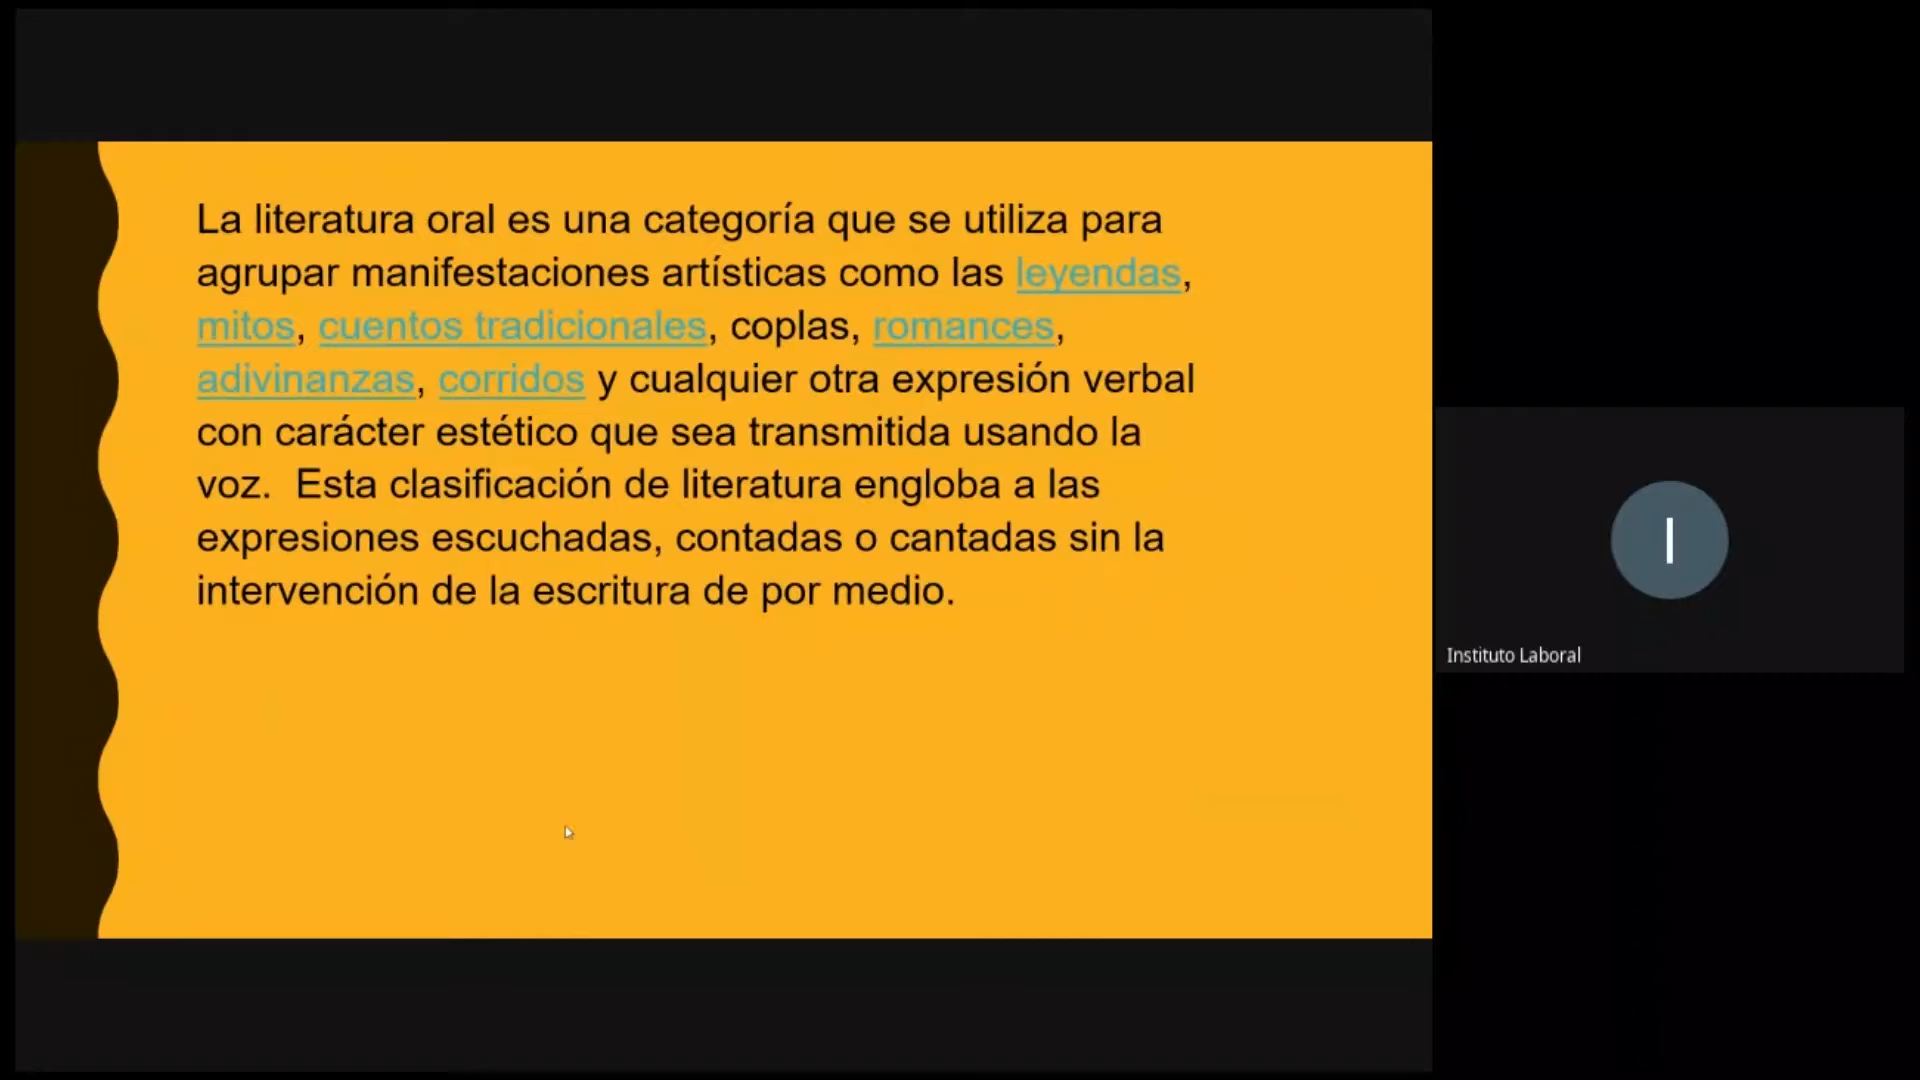 La literatura oral es una categoría que se utiliza para
agrupar manifestaciones artísticas como las leyendas,
mitos, cuentos tradicionales, coplas, romances,
adivinanzas, corridos y cualquier otra expresión verbal
con carácter estético que sea transmitida usando la
voz.  Esta clasificación de literatura engloba a las
expresiones escuchadas, contadas o cantadas sin la
intervención de la escritura de por medio.
I
Instituto Laboral